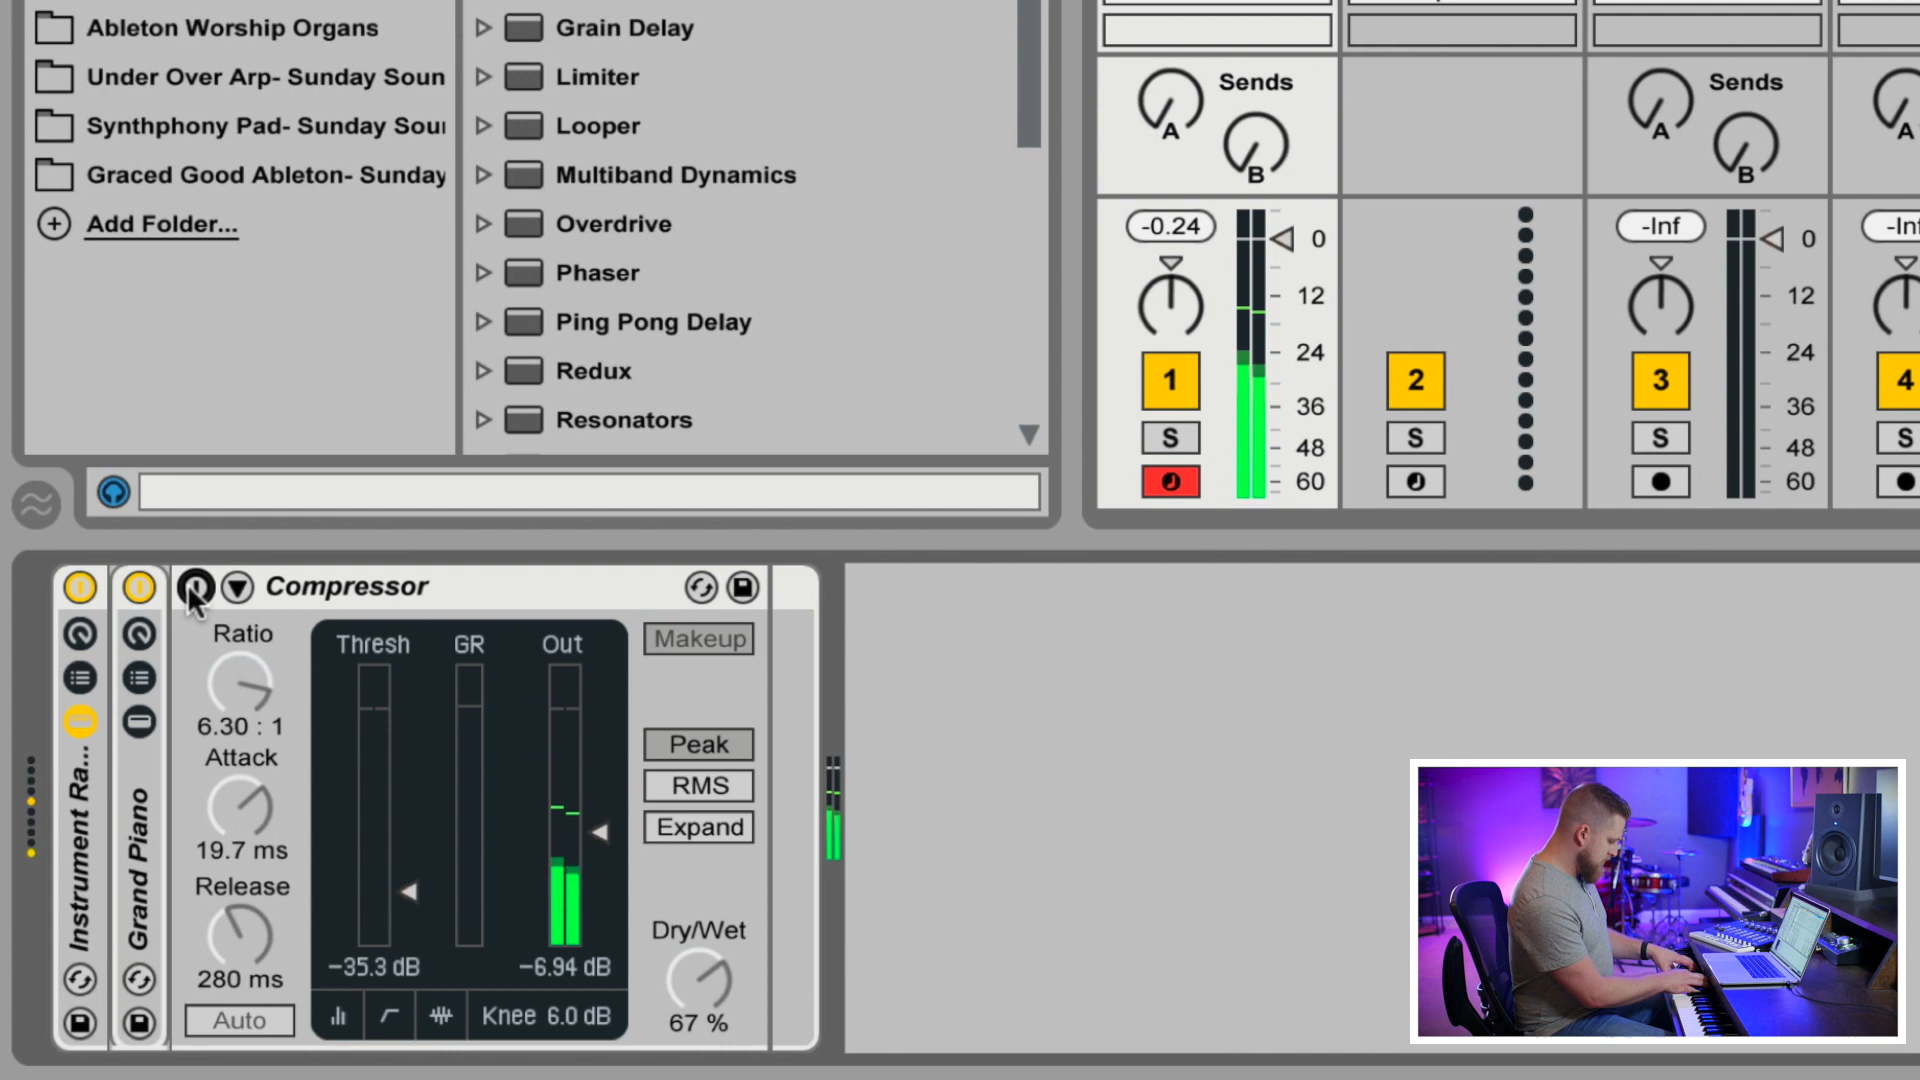 Ableton Worship Organs
Under Over Arp- Sunday Soun
Synthphony Pad- Sunday Sou
Graced Good Ableton- Sunday
Add Folder...
Grain Delay
Limiter
Looper
Multiband Dynamics
Overdrive
Phaser
Ping Pong Delay
Redux
Resonators
Sends
A
B
Sends
A
B
A
-0.24
0
12
24
36
48
60
1
S
2
S
-Inf
0
12
24
36
48
60
3
S
-Inf
4
S
Instrument Ra...
Grand Piano
Compressor
Ratio
6.30 : 1
Attack
19.7 ms
Release
280 ms
Auto
Thresh
GR
Out
-35.3 dB
-6.94 dB
Knee 6.0 dB
Makeup
Peak
RMS
Expand
Dry/Wet
67 %